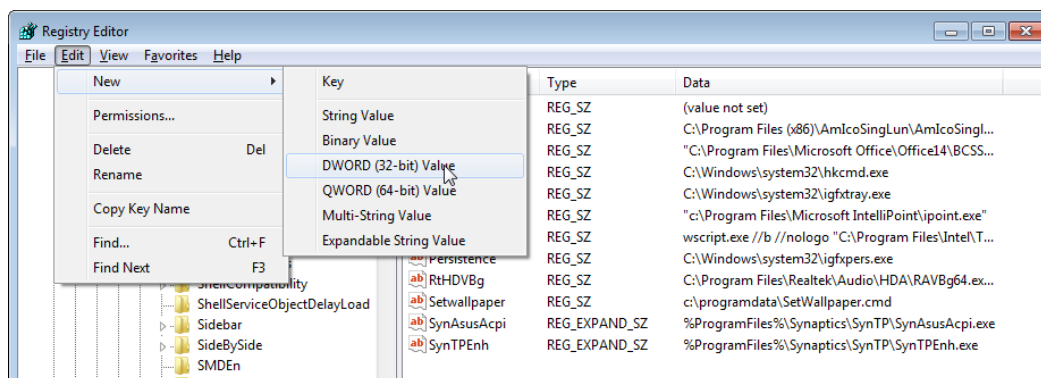 Registry Editor
File Edit View Favorites Help
New
Permissions...
Delete Del
Rename
Copy Key Name
Find... Ctrl+F
Find Next F3
Key
String Value
Binary Value
DWORD (32-bit) Value
QWORD (64-bit) Value
Multi-String Value
Expandable String Value
ShellCompatibility
ShellServiceObjectDelayLoad
Sidebar
SideBySide
SMDEn
Type Data
REG_SZ (value not set)
REG_SZ C:\Program Files (x86)\AmIcoSingLun\AmIcoSingl...
REG_SZ "C:\Program Files\Microsoft Office\Office14\BCSS...
REG_SZ C:\Windows\system32\hkcmd.exe
REG_SZ C:\Windows\system32\igfxtray.exe
REG_SZ "c:\Program Files\Microsoft IntelliPoint\ipoint.exe"
REG_SZ wscript.exe //b //nologo "C:\Program Files\Intel\T...
Persistence REG_SZ C:\Windows\system32\igfxpers.exe
RtHDVBg REG_SZ C:\Program Files\Realtek\Audio\HDA\RAVBg64.ex...
Setwallpaper REG_SZ c:\programdata\SetWallpaper.cmd
SynAsusAcpi REG_EXPAND_SZ %ProgramFiles%\Synaptics\SynTP\SynAsusAcpi.exe
SynTPEnh REG_EXPAND_SZ %ProgramFiles%\Synaptics\SynTP\SynTPEnh.exe